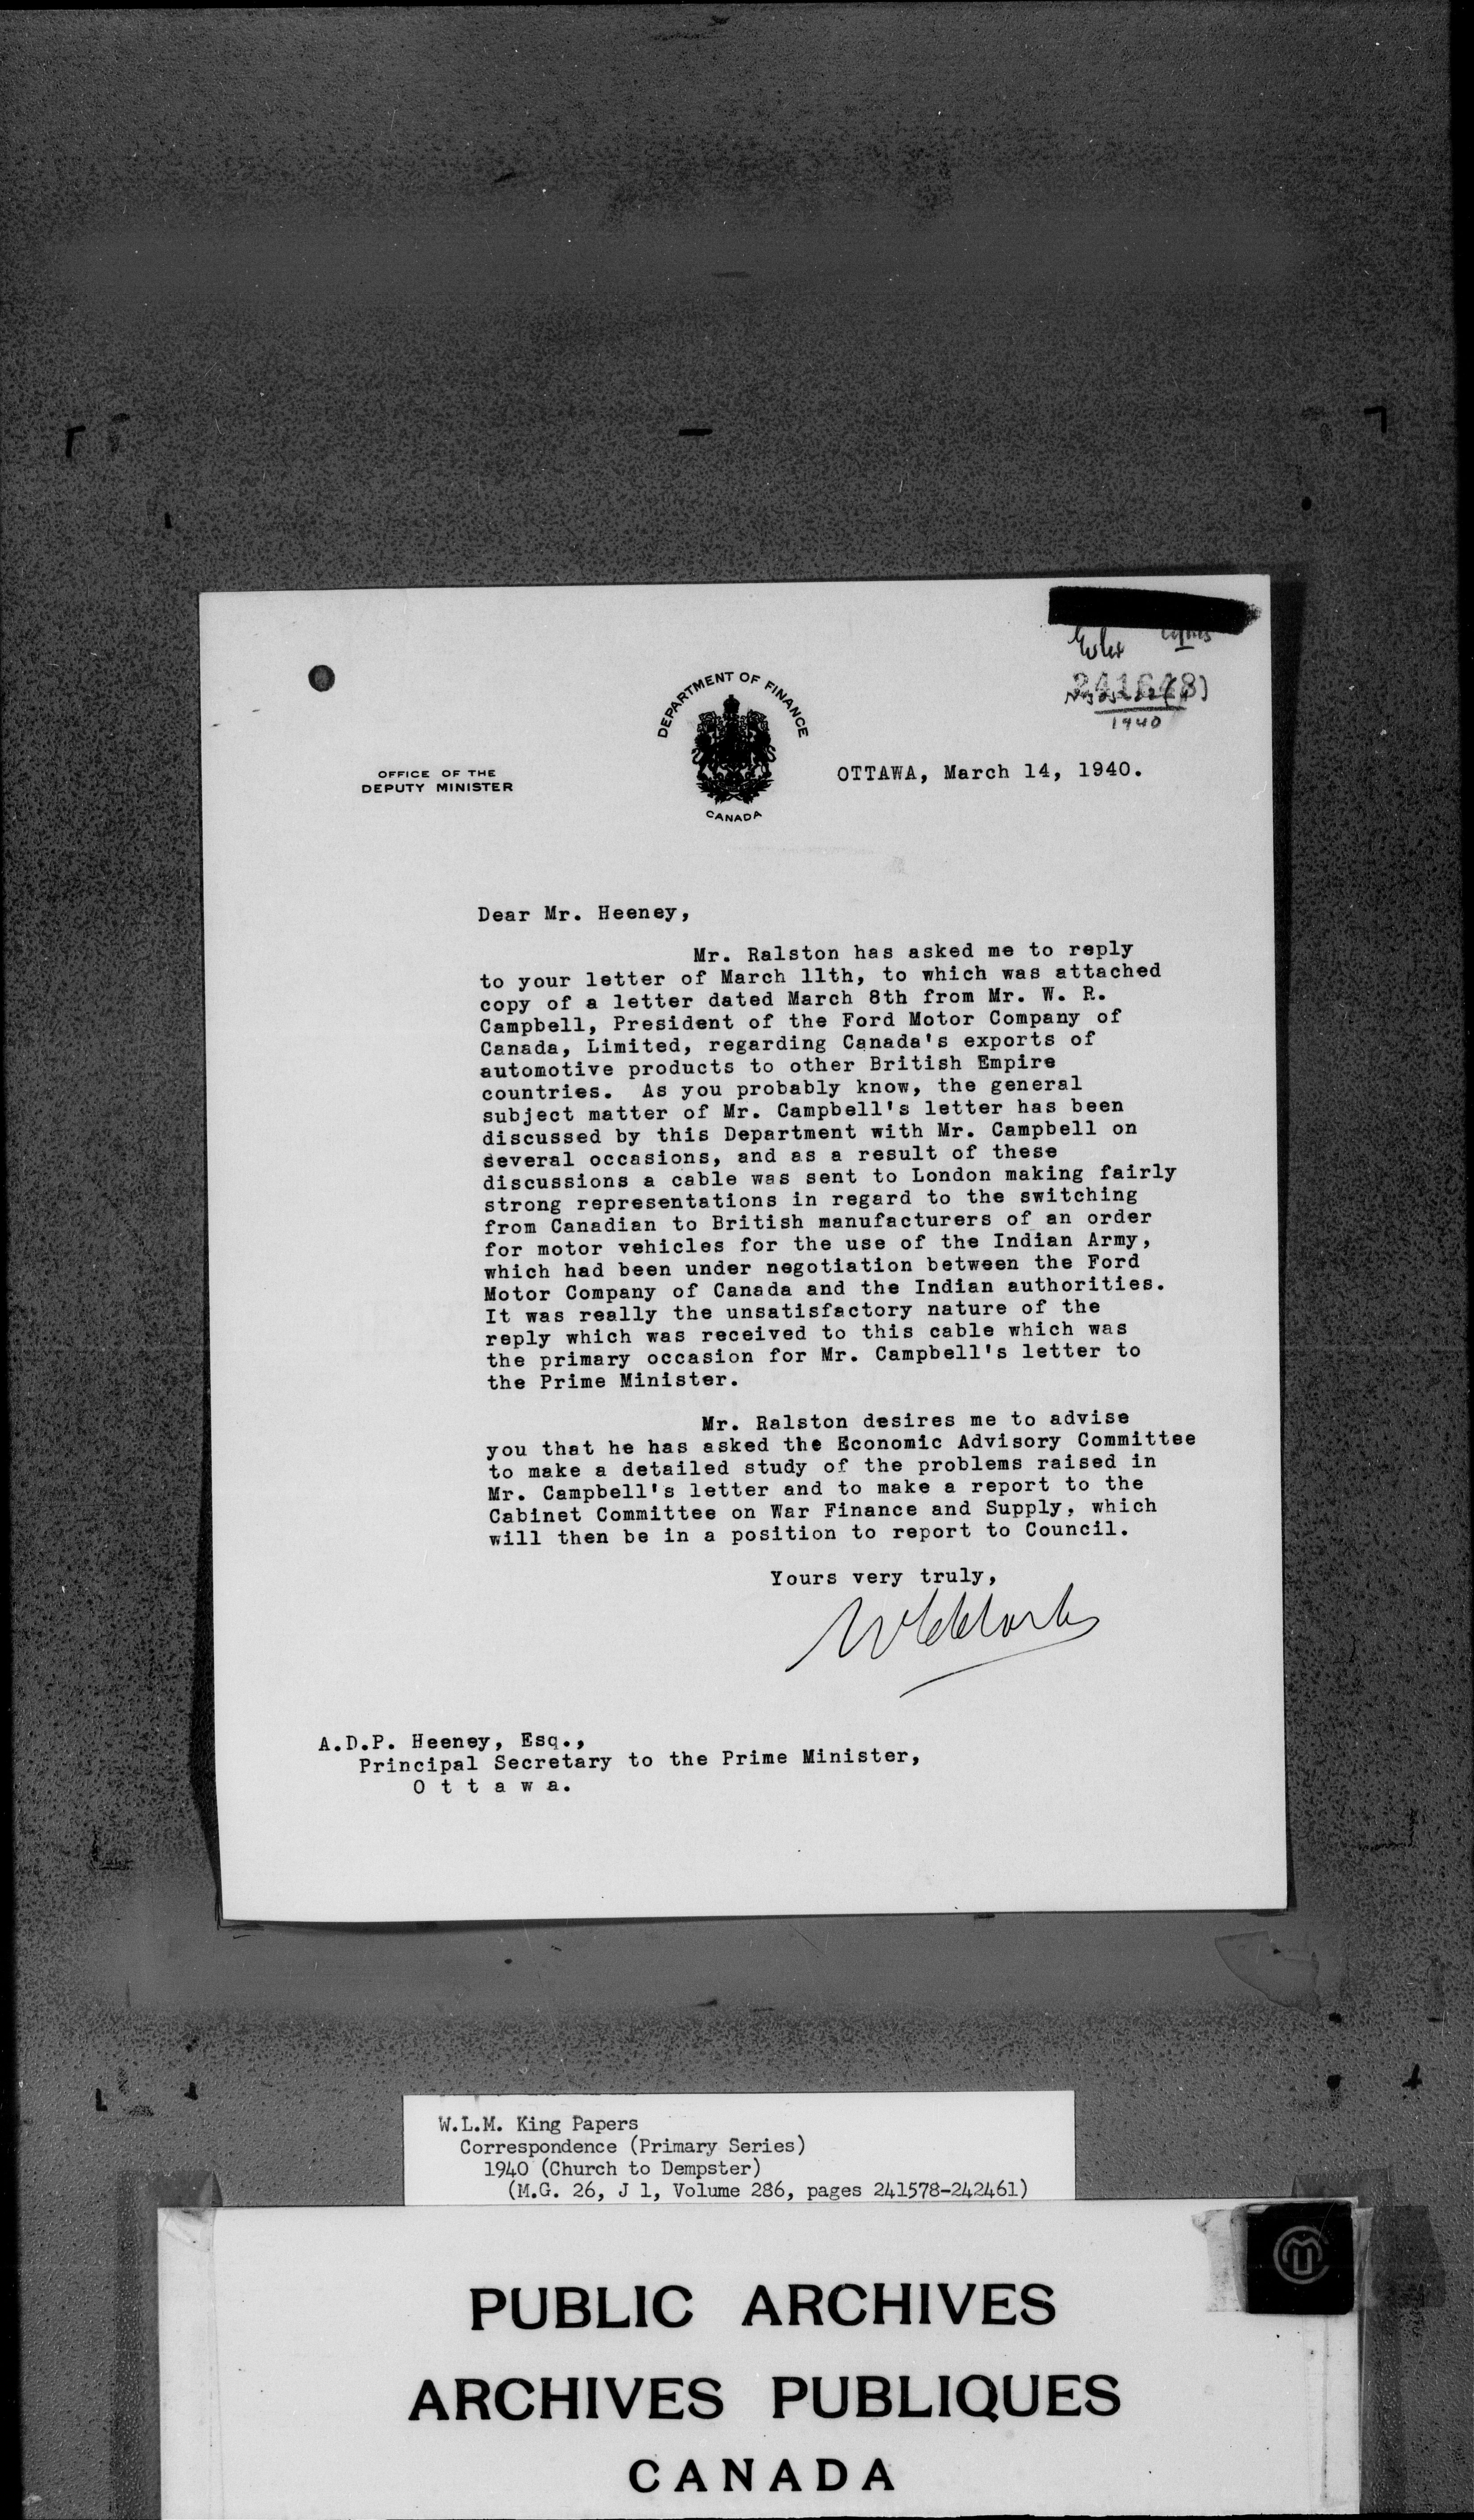 1940
DEPARTMENT OF FINANCE
CANADA
OFFICE OF THE
DEPUTY MINISTER
OTTAWA, March 14, 1940.
Dear Mr. Heeney,
Mr. Ralston has asked me to reply
to your letter of March 11th, to which was attached
copy of a letter dated March 8th from Mr. W. R.
Campbell, President of the Ford Motor Company of
Canada, Limited, regarding Canada's exports of
automotive products to other British Empire
countries. As you probably know, the general
subject matter of Mr. Campbell's letter has been
discussed by this Department with Mr. Campbell on
several occasions, and as a result of these
discussions a cable was sent to London making fairly
strong representations in regard to the switching
from Canadian to British manufacturers of an order
for motor vehicles for the use of the Indian Army,
which had been under negotiation between the Ford
Motor Company of Canada and the Indian authorities.
It was really the unsatisfactory nature of the
reply which was received to this cable which was
the primary occasion for Mr. Campbell's letter to
the Prime Minister.
Mr. Ralston desires me to advise
you that he has asked the Economic Advisory Committee
to make a detailed study of the problems raised in
Mr. Campbell's letter and to make a report to the
Cabinet Committee on War Finance and Supply, which
will then be in a position to report to Council.
Yours very truly,
A.D.P. Heeney, Esq.,
Principal Secretary to the Prime Minister,
O t t a w a.
W.L.M. King Papers
Correspondence (Primary Series)
1940 (Church to Dempster)
(M.G. 26, J 1, Volume 286, pages 241578-242461)
PUBLIC ARCHIVES
ARCHIVES PUBLIQUES
CANADA